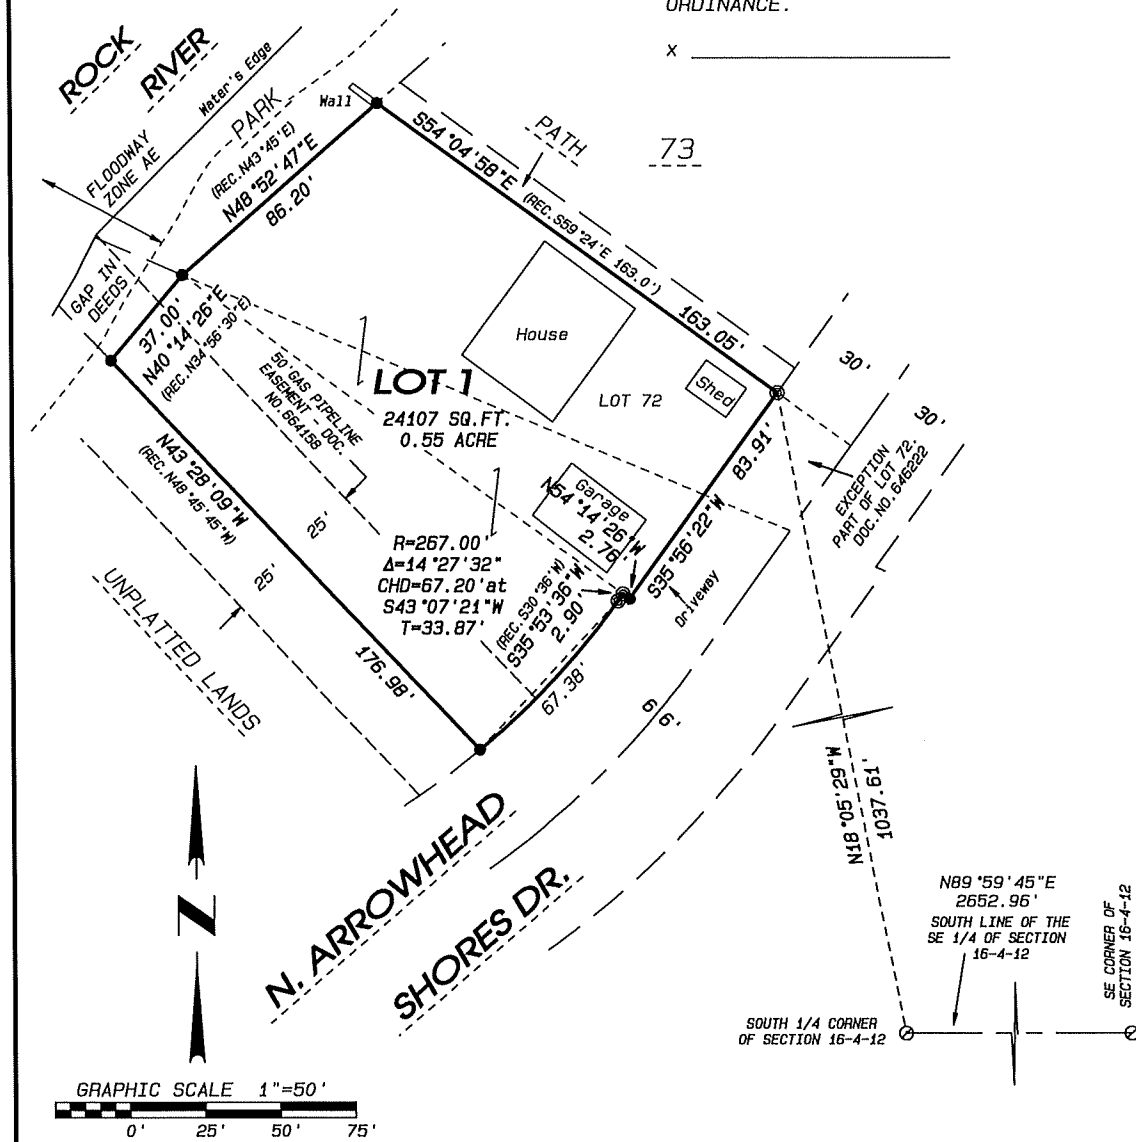 ORDINANCE.
x
ROCK
RIVER
Water's Edge
PARK
Wall
FLOODWAY
ZONE AE
(REC.N43°45'E)
N48°52'47"E
86.20'
S54°04'58"E
(REC.S59°24'E 163.0')
163.05'
PATH
73
GAP IN
DEEDS
37.00'
N40°14'26"E
(REC.N34°56'30"E)
50'GAS PIPELINE
EASEMENT - DOC.
NO.664158
House
LOT 1
24107 SQ.FT.
0.55 ACRE
LOT 72
Shed
30'
30'
83.91'
S35°56'22"W
EXCEPTION
PART OF LOT 72.
DOC.NO.646222
Garage
N54°14'26"W
2.76'
N43°28'09"W
(REC.N48°45'45"W)
25'
25'
176.98'
R=267.00'
Δ=14°27'32"
CHD=67.20'at
S43°07'21"W
T=33.87'
(REC.S30°36'W)
S35°53'36"W
2.90'
Driveway
67.38'
66'
UNPLATTED LANDS
N. ARROWHEAD
SHORES DR.
N18°05'29"W
1037.61'
N
N89°59'45"E
2652.96'
SOUTH LINE OF THE
SE 1/4 OF SECTION
16-4-12
SE CORNER OF
SECTION 16-4-12
SOUTH 1/4 CORNER
OF SECTION 16-4-12
GRAPHIC SCALE 1"=50'
0' 25' 50' 75'